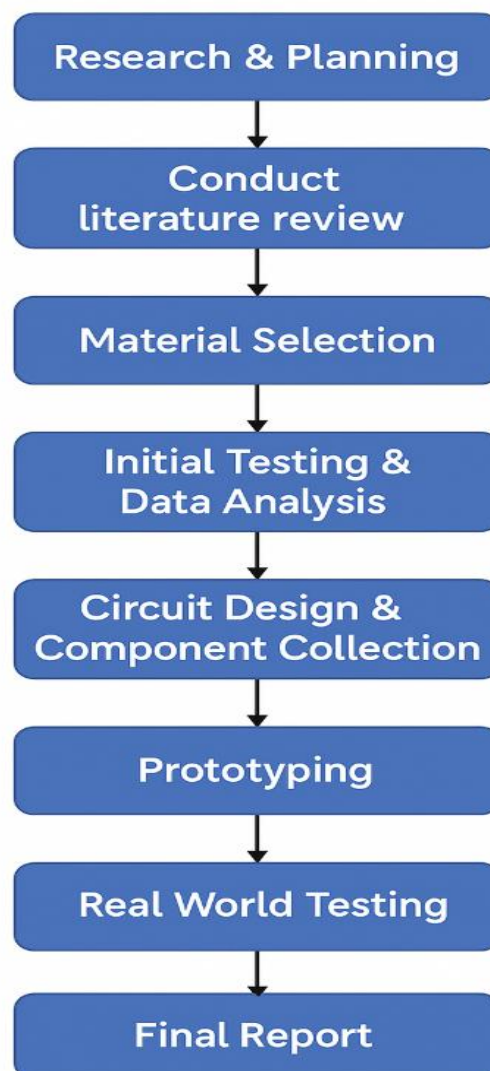 Research & Planning
Conduct
literature review
Material Selection
Initial Testing &
Data Analysis
Circuit Design &
Component Collection
Prototyping
Real World Testing
Final Report